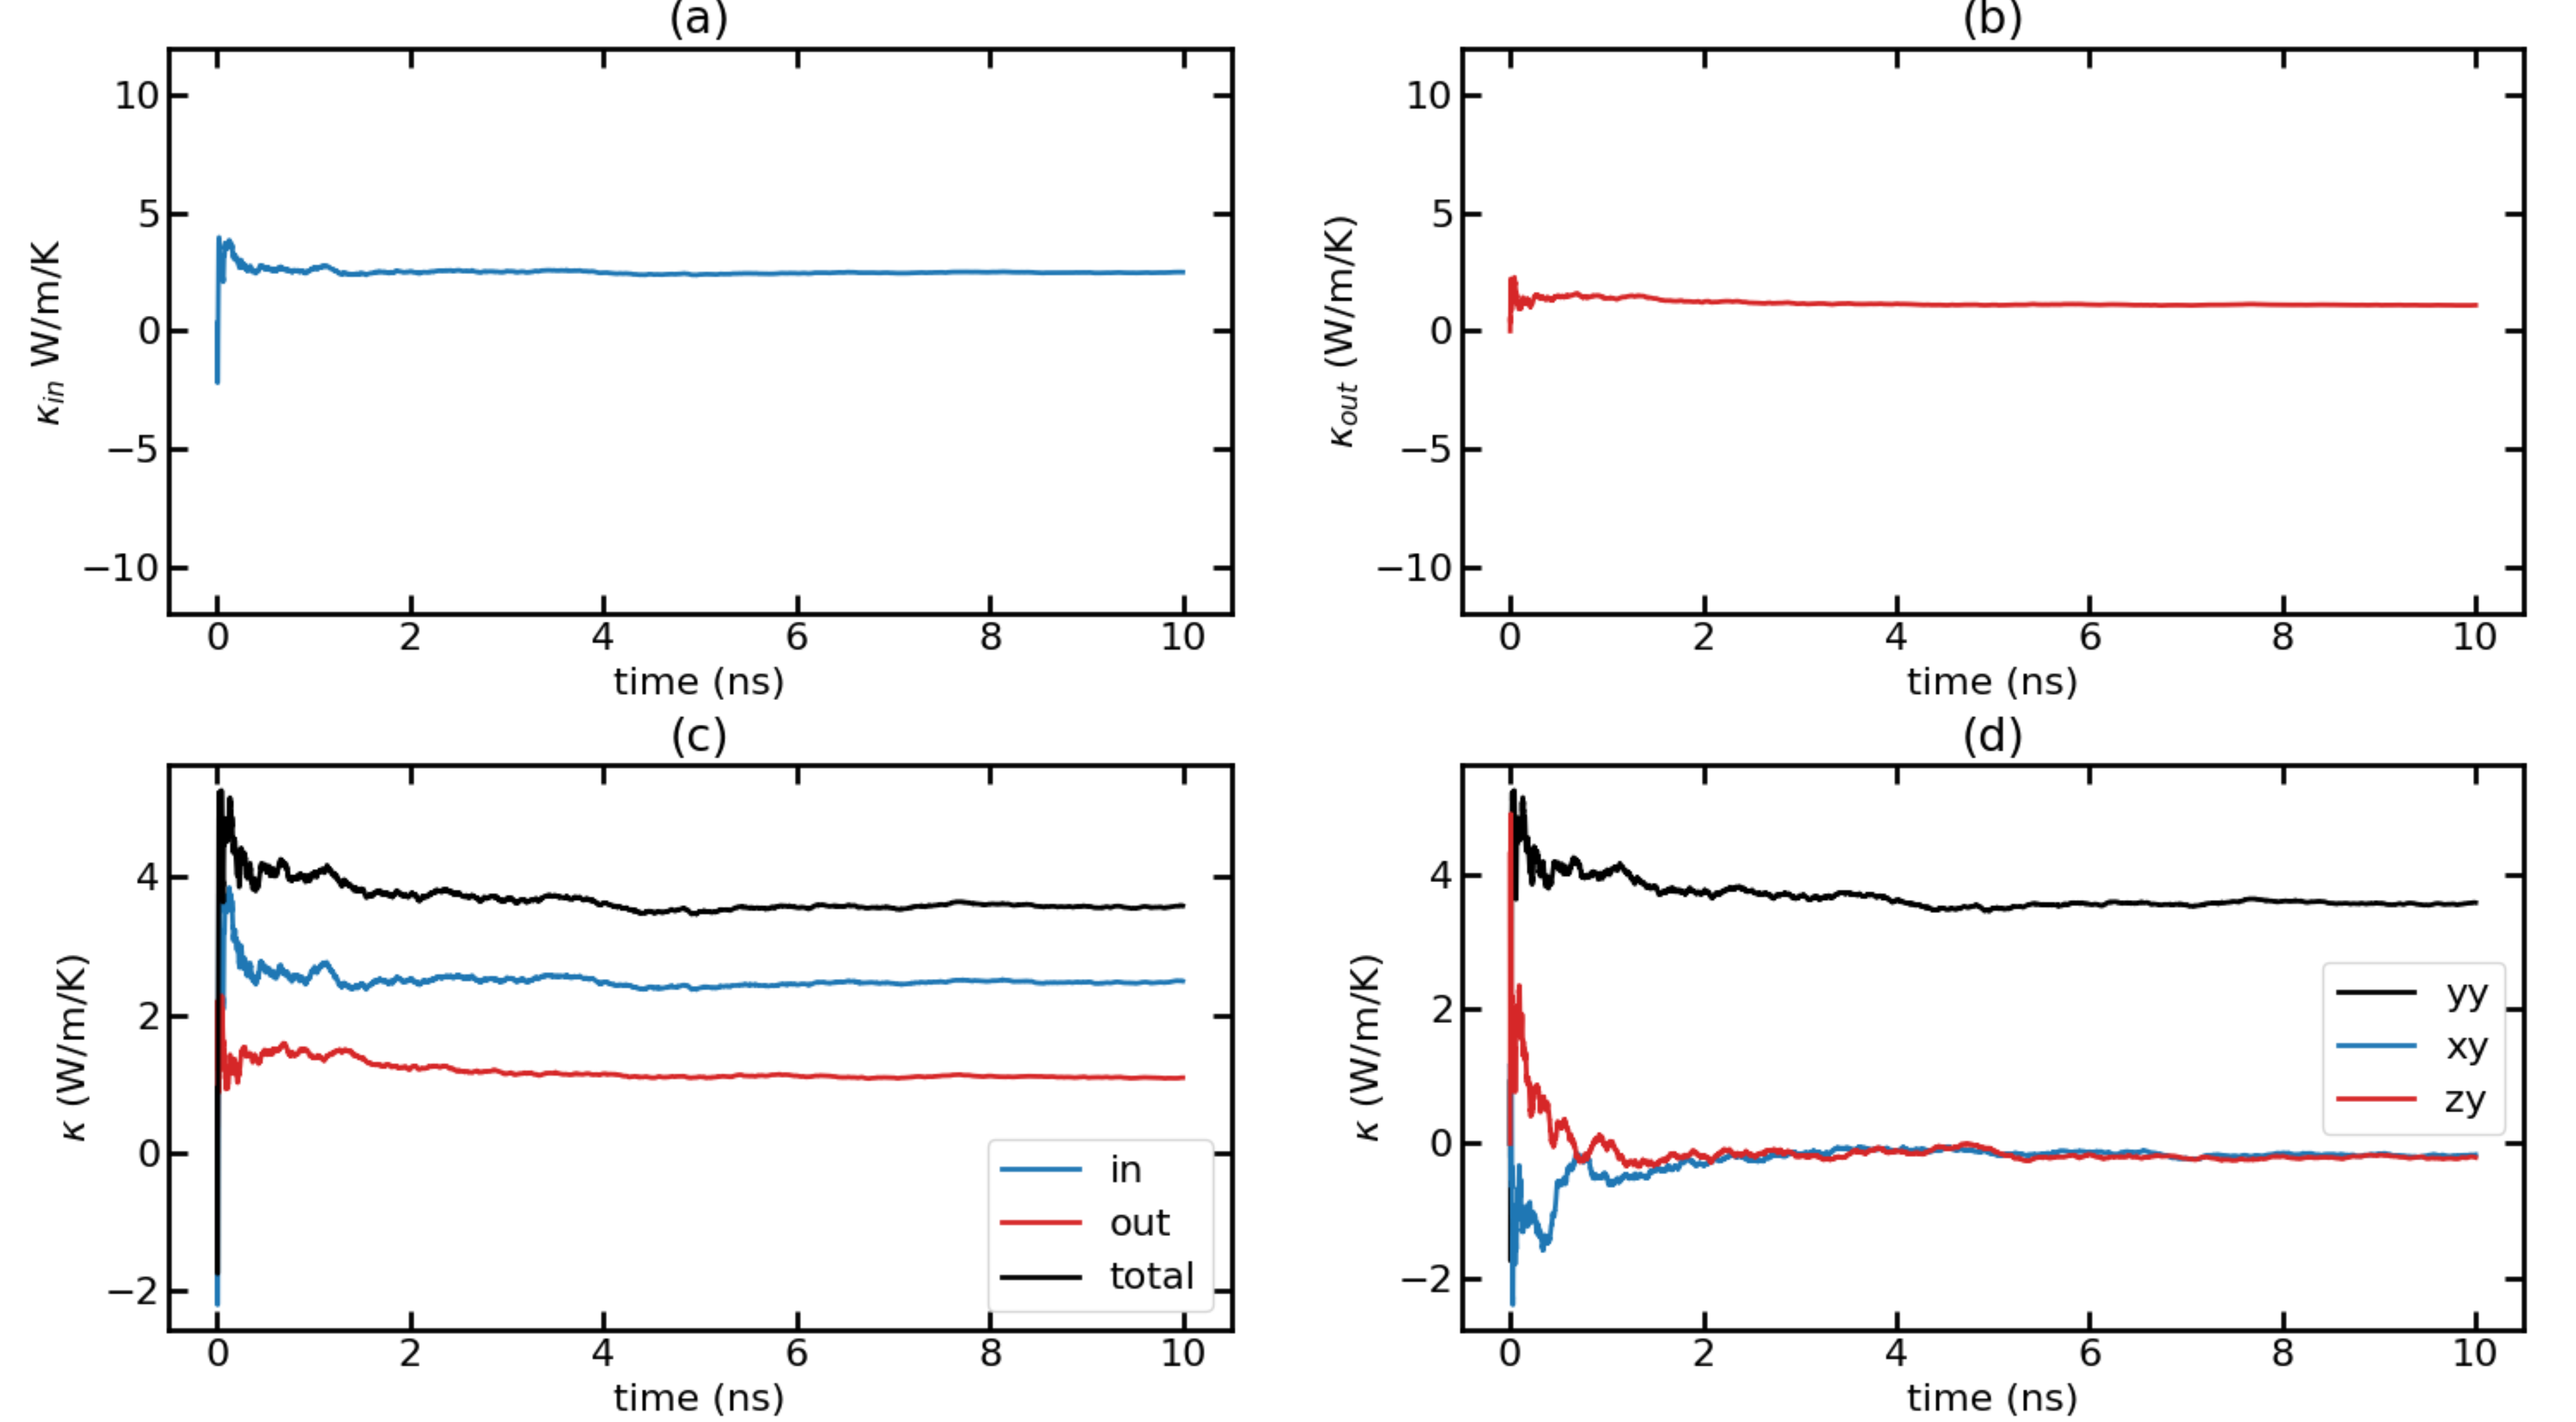 (a)
10
5
0
−5
−10
κin W/m/K
0 2 4 6 8 10
time (ns)
(b)
10
5
0
−5
−10
κout (W/m/K)
0 2 4 6 8 10
time (ns)
(c)
4
2
0
−2
κ (W/m/K)
in
out
total
0 2 4 6 8 10
time (ns)
(d)
4
2
0
−2
κ (W/m/K)
yy
xy
zy
0 2 4 6 8 10
time (ns)